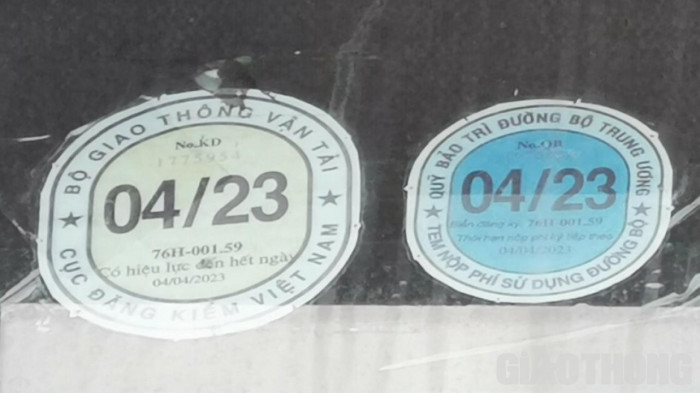 BỘ GIAO THÔNG VẬN TẢI
No.KD
1775954
04/23
76H-001.59
Có hiệu lực đến hết ngày
04/04/2023
CỤC ĐĂNG KIỂM VIỆT NAM
QUỸ BẢO TRÌ ĐƯỜNG BỘ TRUNG ƯƠNG
No.QB
04/23
Biển đăng ký: 76H-001.59
Thời hạn nộp phí kỳ tiếp theo
04/04/2023
TEM NỘP PHÍ SỬ DỤNG ĐƯỜNG BỘ
GIAOTHONG